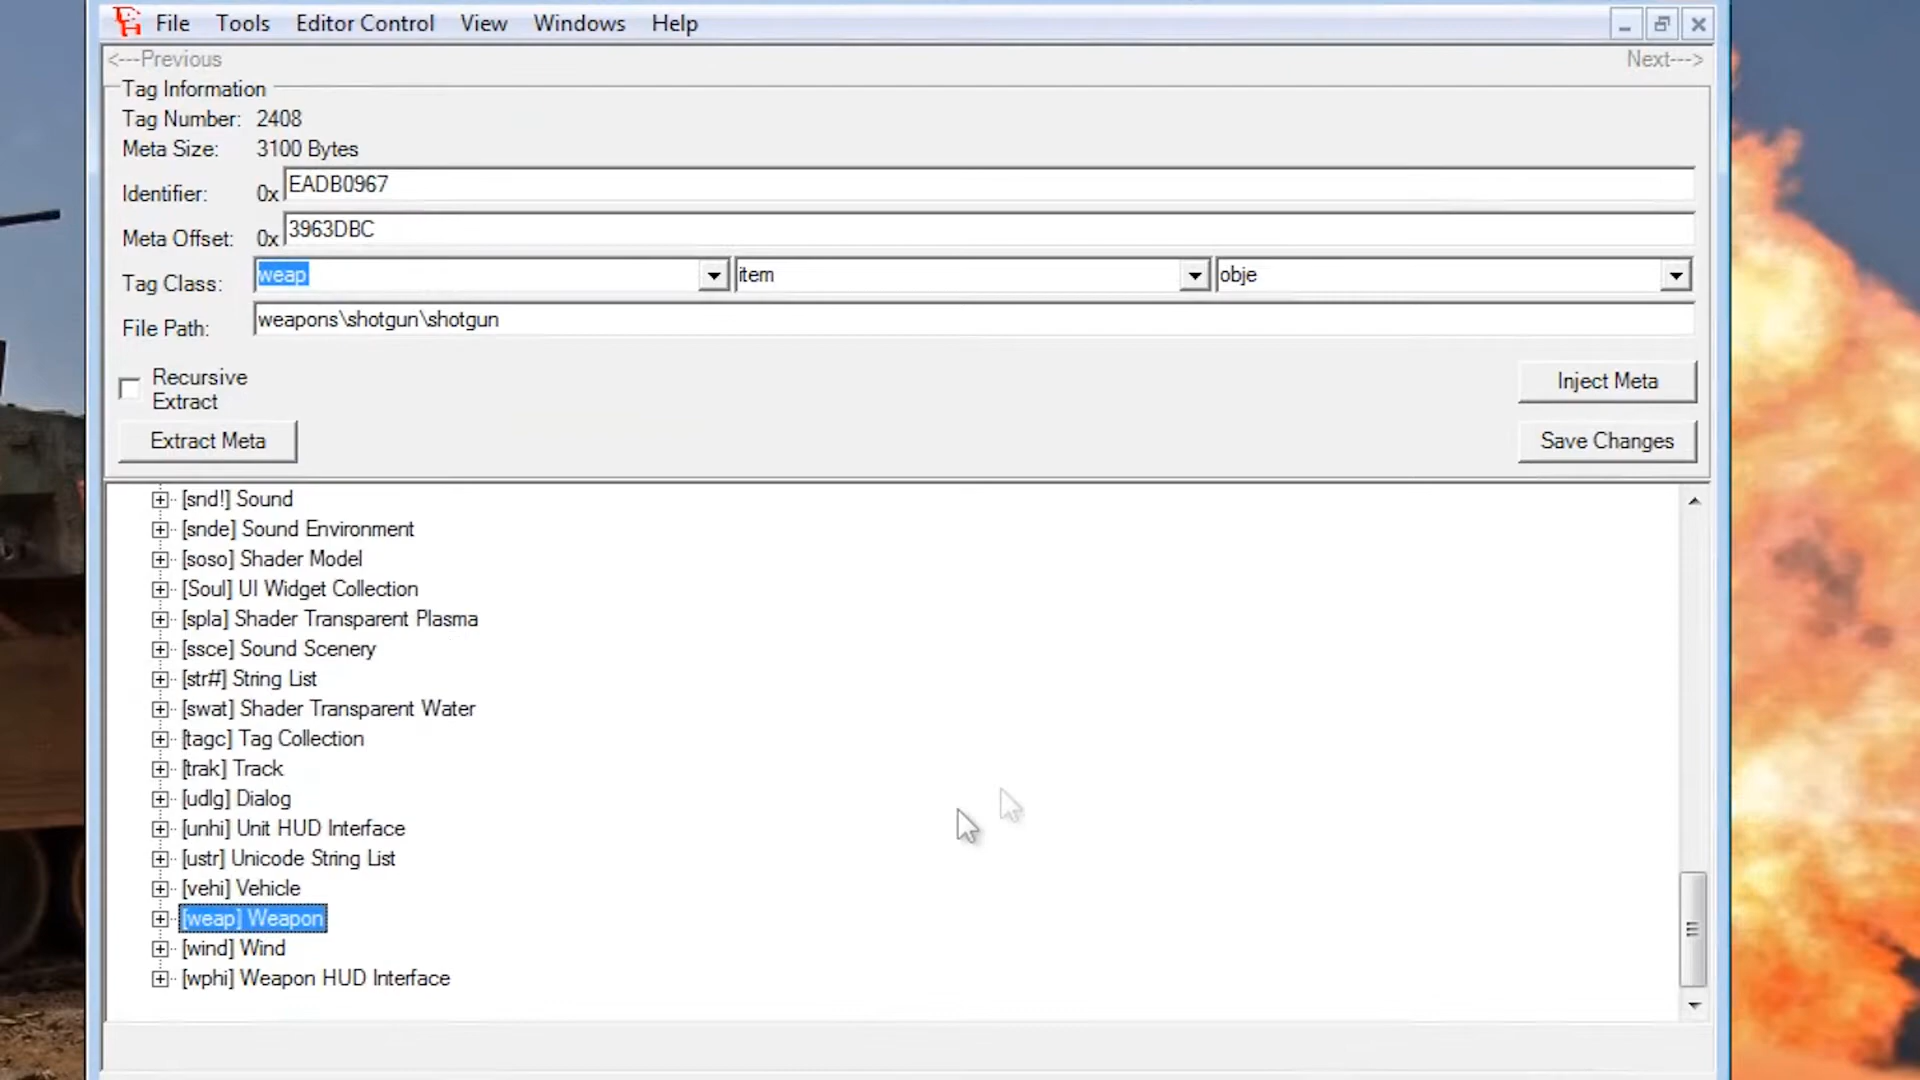 File Tools Editor Control View Windows Help
<---Previous Next--->
Tag Information
Tag Number: 2408
Meta Size: 3100 Bytes
Identifier: 0x EADB0967
Meta Offset: 0x 3963DBC
Tag Class: weap item obje
File Path: weapons\shotgun\shotgun
Recursive
Extract
Inject Meta
Extract Meta Save Changes
[snd!] Sound
[snde] Sound Environment
[soso] Shader Model
[Soul] UI Widget Collection
[spla] Shader Transparent Plasma
[ssce] Sound Scenery
[str#] String List
[swat] Shader Transparent Water
[tagc] Tag Collection
[trak] Track
[udlg] Dialog
[unhi] Unit HUD Interface
[ustr] Unicode String List
[vehi] Vehicle
[weap] Weapon
[wind] Wind
[wphi] Weapon HUD Interface